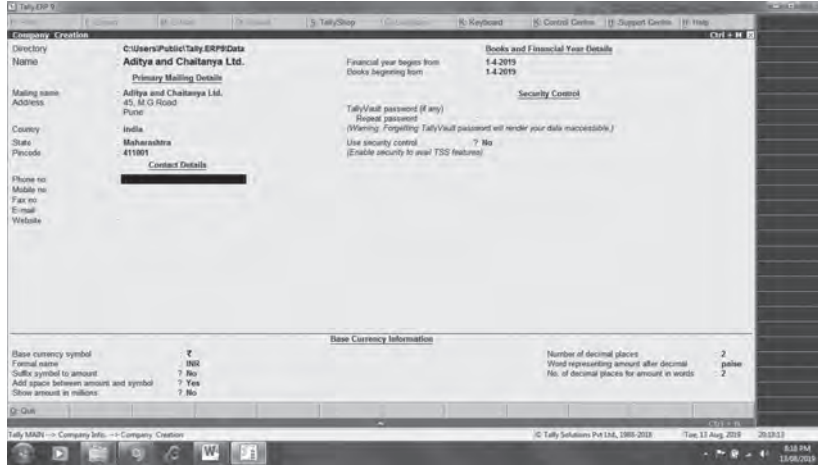 Tally.ERP 9
S: TallyShop K: Keyboard K: Control Centre H: Support Centre H: Help
Company Creation Ctrl + M
Directory : C:\Users\Public\Tally.ERP9\Data
Name : Aditya and Chaitanya Ltd.
Primary Mailing Details
Mailing name : Aditya and Chaitanya Ltd.
Address : 45, M G Road
Pune
Country : India
State : Maharashtra
Pincode : 411001
Contact Details
Phone no
Mobile no
Fax no
E-mail
Website
Books and Financial Year Details
Financial year begins from : 1-4-2019
Books beginning from : 1-4-2019
Security Control
TallyVault password (if any)
Repeat password
(Warning: Forgetting TallyVault password will render your data inaccessible.)
Use security control ? No
(Enable security to avail TSS features)
Base Currency Information
Base currency symbol : ₹
Formal name : INR
Suffix symbol to amount ? No
Add space between amount and symbol ? Yes
Show amount in millions ? No
Number of decimal places : 2
Word representing amount after decimal : paise
No. of decimal places for amount in words : 2
Q: Quit
Tally MAIN --> Company Info. --> Company Creation © Tally Solutions Pvt Ltd., 1988-2018 Tue, 13 Aug, 2019 20:18:13
8:18 PM
13/08/2019